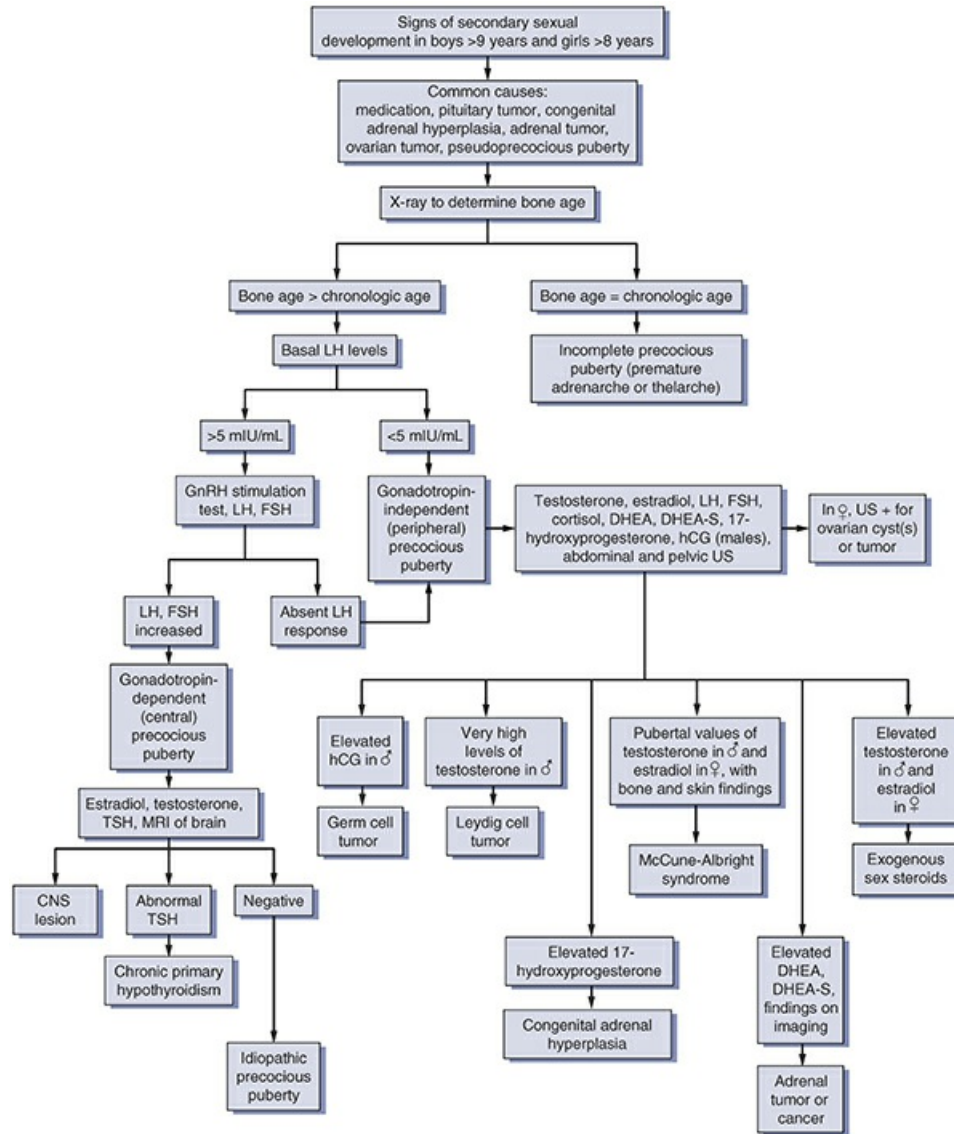 Signs of secondary sexual
development in boys >9 years and girls >8 years
Common causes:
medication, pituitary tumor, congenital
adrenal hyperplasia, adrenal tumor,
ovarian tumor, pseudoprecocious puberty
X-ray to determine bone age
Bone age > chronologic age
Bone age = chronologic age
Basal LH levels
Incomplete precocious
puberty (premature
adrenarche or thelarche)
>5 mIU/mL
<5 mIU/mL
GnRH stimulation
test, LH, FSH
Gonadotropin-
independent
(peripheral)
precocious
puberty
Testosterone, estradiol, LH, FSH,
cortisol, DHEA, DHEA-S, 17-
hydroxyprogesterone, hCG (males),
abdominal and pelvic US
In ♀, US + for
ovarian cyst(s)
or tumor
LH, FSH
increased
Absent LH
response
Gonadotropin-
dependent
(central)
precocious
puberty
Elevated
hCG in ♂
Very high
levels of
testosterone in ♂
Pubertal values of
testosterone in ♂ and
estradiol in ♀, with
bone and skin findings
Elevated
testosterone
in ♂ and
estradiol
in ♀
Estradiol, testosterone,
TSH, MRI of brain
Germ cell
tumor
Leydig cell
tumor
McCune-Albright
syndrome
Exogenous
sex steroids
CNS
lesion
Abnormal
TSH
Negative
Chronic primary
hypothyroidism
Elevated 17-
hydroxyprogesterone
Elevated
DHEA,
DHEA-S,
findings on
imaging
Congenital adrenal
hyperplasia
Idiopathic
precocious
puberty
Adrenal
tumor or
cancer